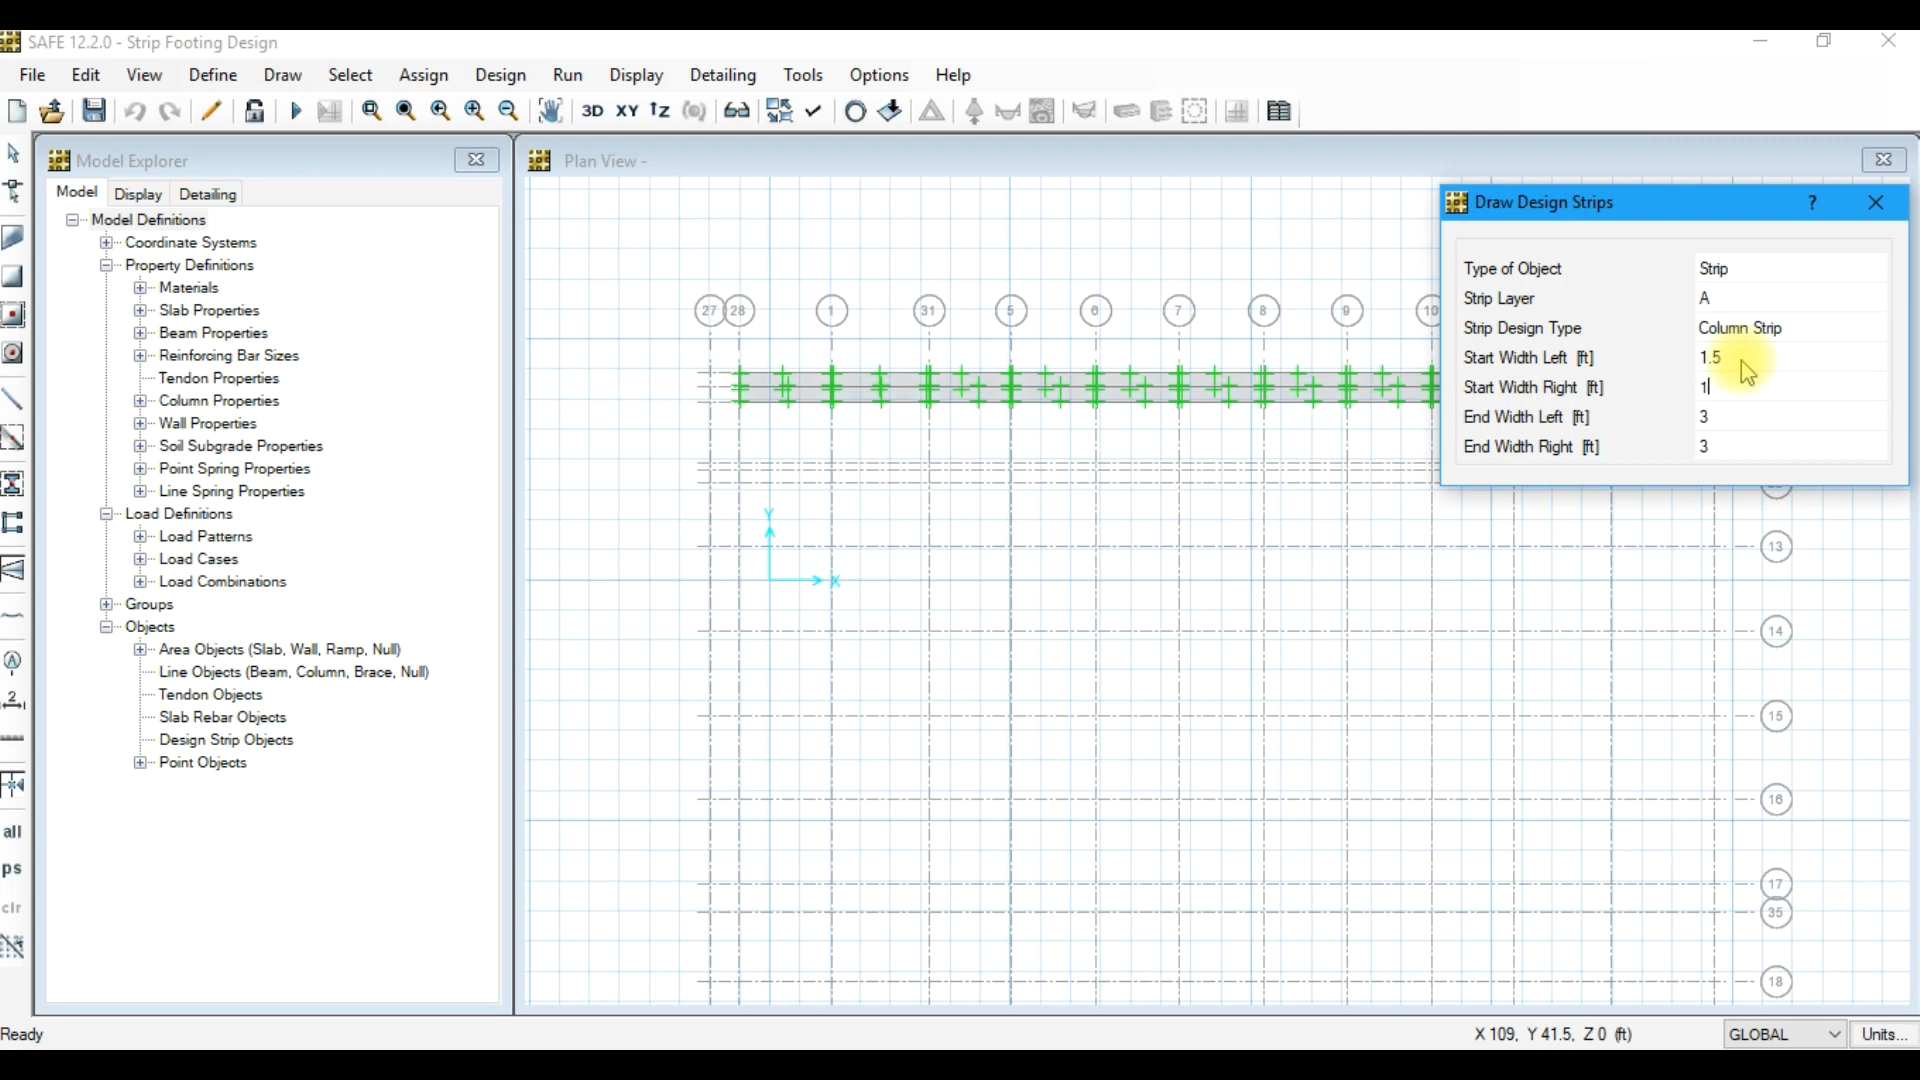 SAFE 12.2.0 - Strip Footing Design
File Edit View Define Draw Select Assign Design Run Display Detailing Tools Options Help
3D XY
Model Explorer
Model Display Detailing
Model Definitions
Coordinate Systems
Property Definitions
Materials
Slab Properties
Beam Properties
Reinforcing Bar Sizes
Tendon Properties
Column Properties
Wall Properties
Soil Subgrade Properties
Point Spring Properties
Line Spring Properties
Load Definitions
Load Patterns
Load Cases
Load Combinations
Groups
Objects
Area Objects (Slab, Wall, Ramp, Null)
Line Objects (Beam, Column, Brace, Null)
Tendon Objects
Slab Rebar Objects
Design Strip Objects
Point Objects
all
ps
clr
Plan View -
27 28 1 31 5 6 7 8 9 10
Y
X
13
14
15
16
17
35
18
Draw Design Strips ?
Type of Object Strip
Strip Layer A
Strip Design Type Column Strip
Start Width Left [ft] 1.5
Start Width Right [ft] 1
End Width Left [ft] 3
End Width Right [ft] 3
Ready
X 109, Y 41.5, Z 0 (ft)
GLOBAL
Units...